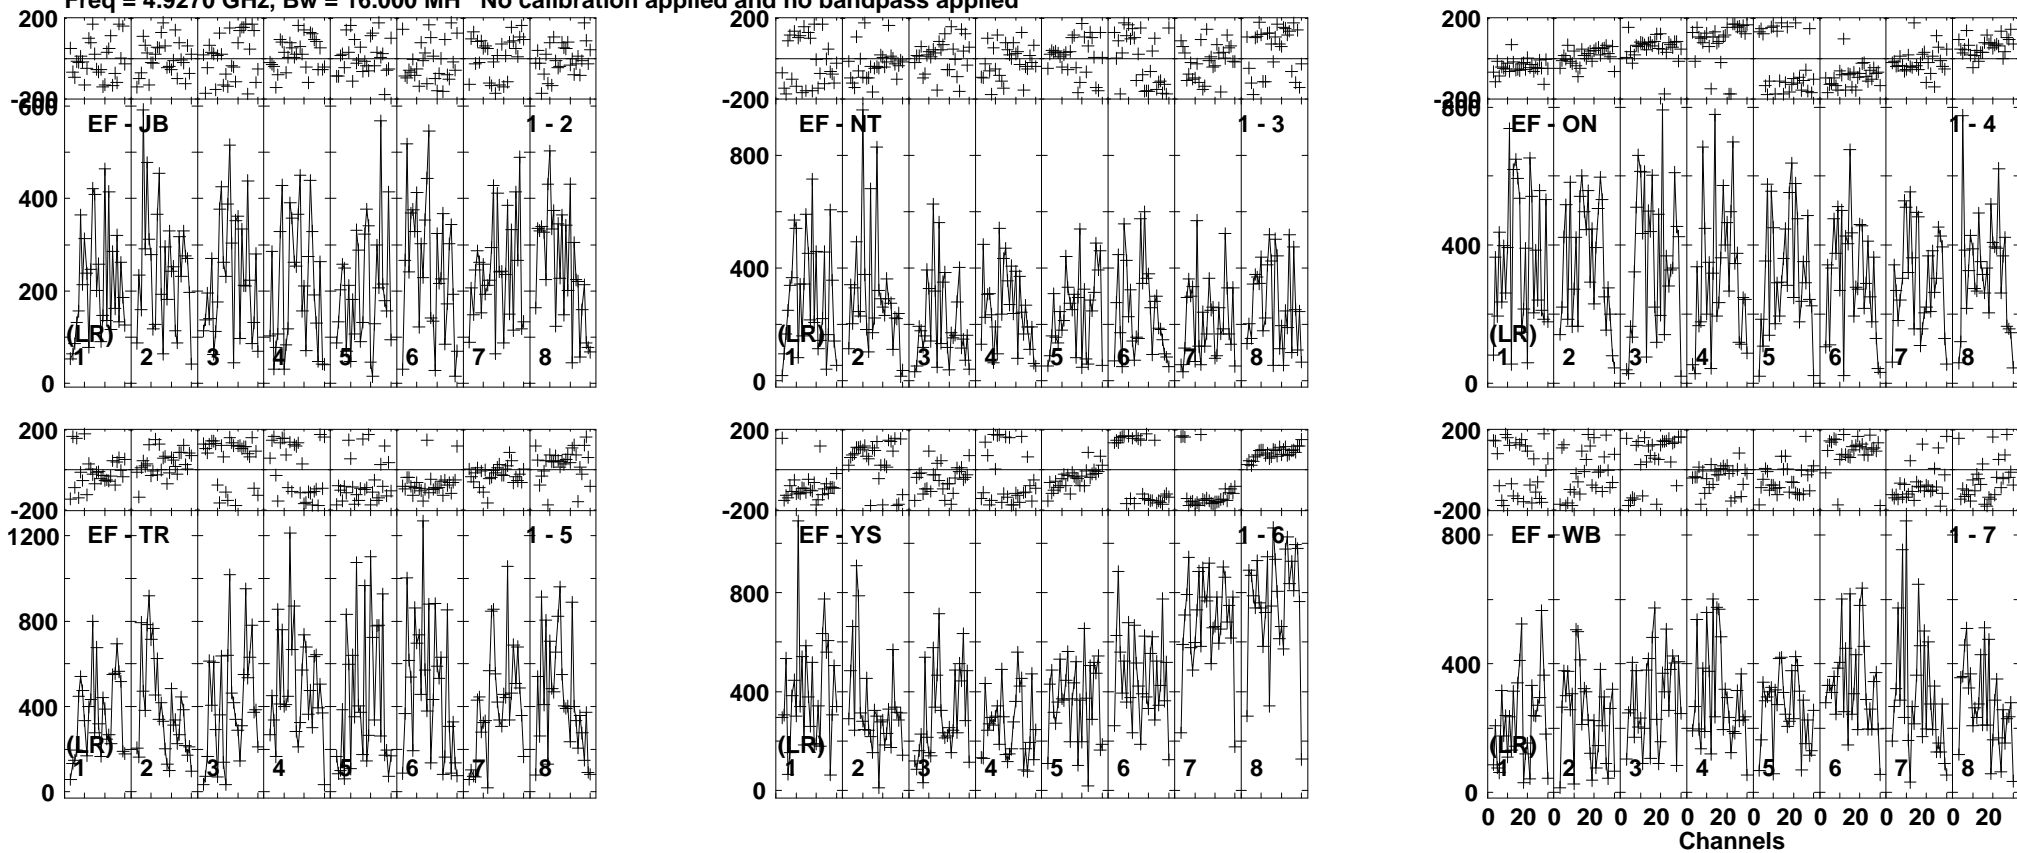 Freq = 4.9270 GHz, Bw = 16.000 MH No calibration applied and no bandpass applied
200
-200
600
400
200
0
EF - JB
1 - 2
(LR)
1 2 3 4 5 6 7 8
200
-200
800
400
0
EF - NT
1 - 3
(LR)
1 2 3 4 5 6 7 8
200
-200
800
400
0
EF - ON
1 - 4
(LR)
1 2 3 4 5 6 7 8
200
-200
1200
800
400
0
EF - TR
1 - 5
(LR)
1 2 3 4 5 6 7 8
200
-200
800
400
0
EF - YS
1 - 6
(LR)
1 2 3 4 5 6 7 8
200
-200
800
400
0
EF - WB
1 - 7
(LR)
1 2 3 4 5 6 7 8
0 20 0 20 0 20 0 20 0 20 0 20 0 20 0 20
Channels